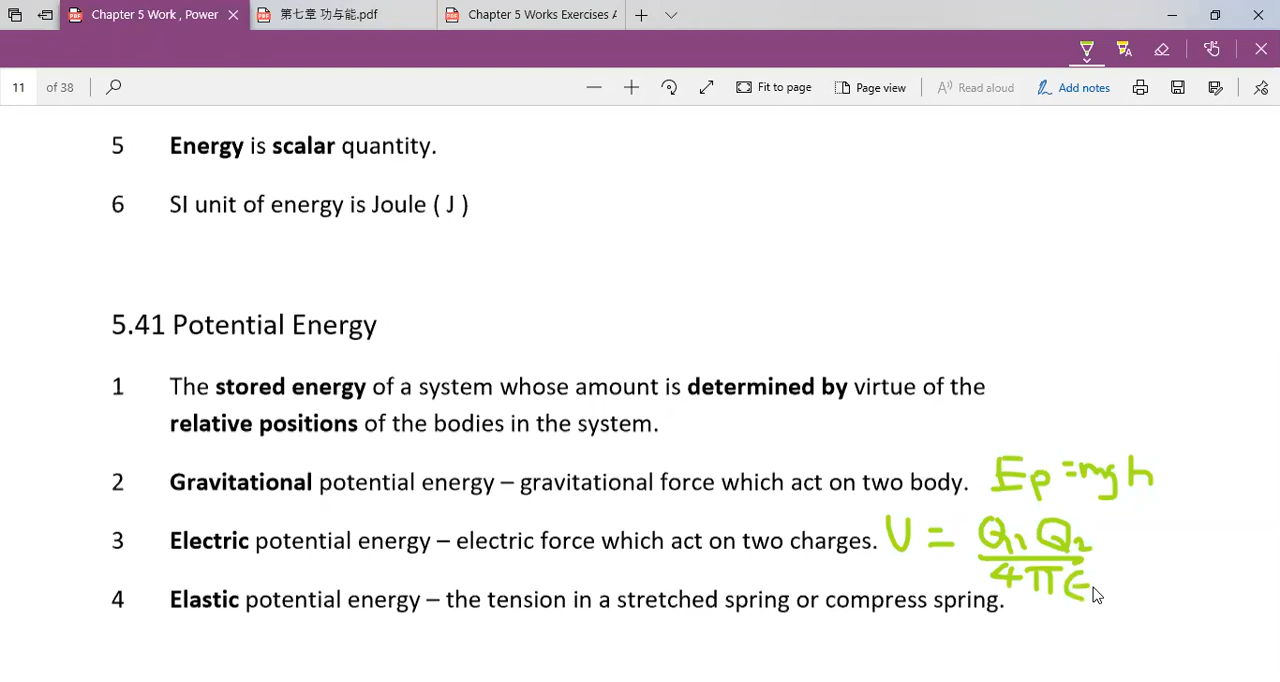 Chapter 5 Work , Power
第七章 功与能.pdf
Chapter 5 Works Exercises A
11 of 38
Fit to page
Page view
Read aloud
Add notes
5 Energy is scalar quantity.
6 SI unit of energy is Joule ( J )
5.41 Potential Energy
1 The stored energy of a system whose amount is determined by virtue of the
relative positions of the bodies in the system.
2 Gravitational potential energy – gravitational force which act on two body. Ep = mgh
3 Electric potential energy – electric force which act on two charges. U = Q1 Q2
4πε
4 Elastic potential energy – the tension in a stretched spring or compress spring.